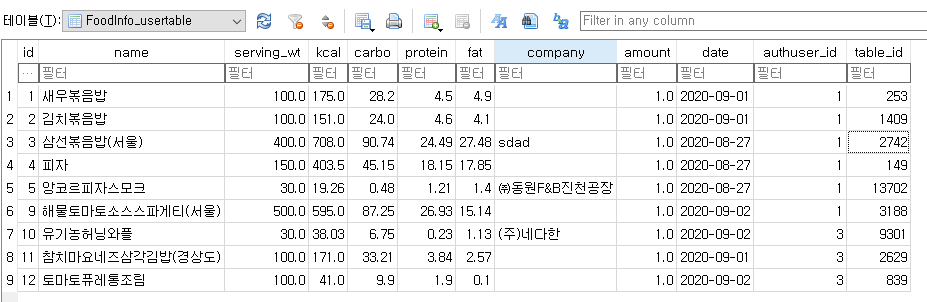 테이블(T): FoodInfo_usertable Filter in any column
id name serving_wt kcal carbo protein fat company amount date authuser_id table_id
... 필터 필터 필터 필터 필터 필터 필터 필터 필터 필터 필터
1 1 새우볶음밥 100.0 175.0 28.2 4.5 4.9 1.0 2020-09-01 1 253
2 2 김치볶음밥 100.0 151.0 24.0 4.6 4.1 1.0 2020-09-01 1 1409
3 3 삼선볶음밥(서울) 400.0 708.0 90.74 24.49 27.48 sdad 1.0 2020-08-27 1 2742
4 4 피자 150.0 403.5 45.15 18.15 17.85 1.0 2020-08-27 1 149
5 5 앙코르피자스모크 30.0 19.26 0.48 1.21 1.4 ㈜동원F&B진천공장 1.0 2020-08-27 1 13702
6 9 해물토마토소스스파게티(서울) 500.0 595.0 87.25 26.93 15.14 1.0 2020-09-02 1 3188
7 10 유기농허닝와플 30.0 38.03 6.75 0.23 1.13 (주)네다한 1.0 2020-09-02 3 9301
8 11 참치마요네즈삼각김밥(경상도) 100.0 171.0 33.21 3.84 2.57 1.0 2020-09-01 3 2629
9 12 토마토퓨레통조림 100.0 41.0 9.9 1.9 0.1 1.0 2020-09-02 3 839